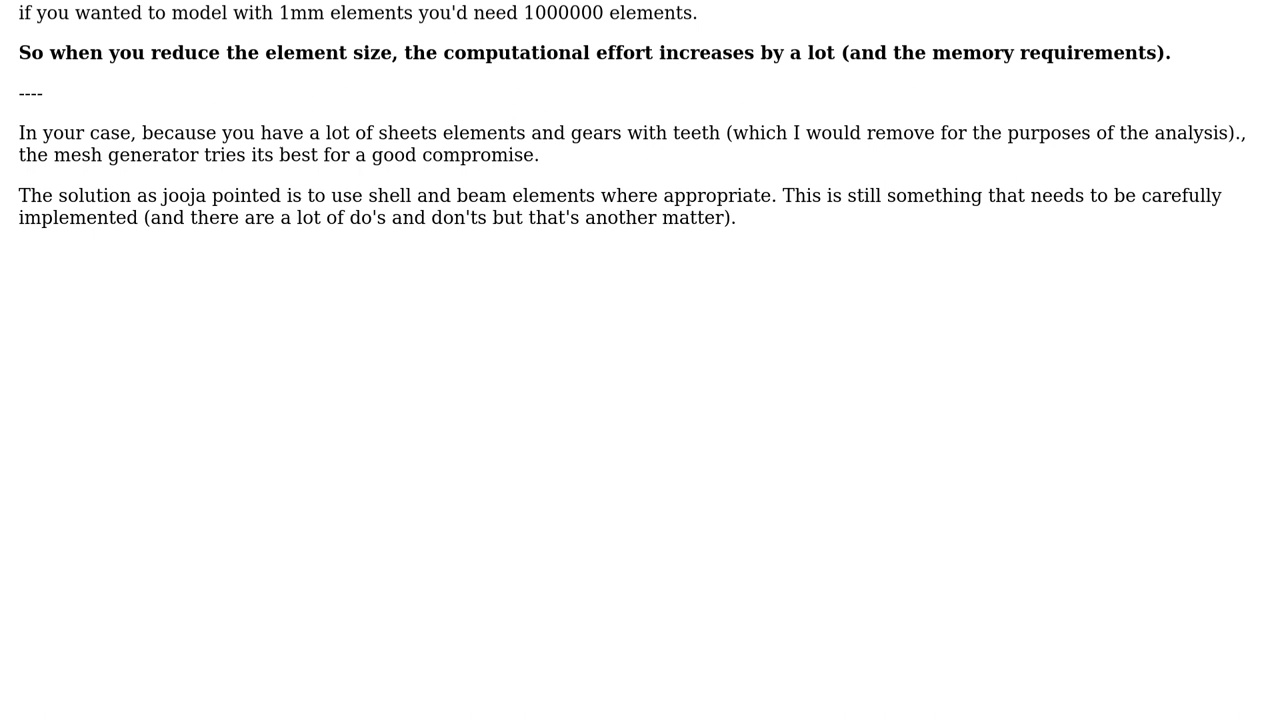 if you wanted to model with 1mm elements you'd need 1000000 elements.
So when you reduce the element size, the computational effort increases by a lot (and the memory requirements).
----
In your case, because you have a lot of sheets elements and gears with teeth (which I would remove for the purposes of the analysis).,
the mesh generator tries its best for a good compromise.
The solution as jooja pointed is to use shell and beam elements where appropriate. This is still something that needs to be carefully
implemented (and there are a lot of do's and don'ts but that's another matter).